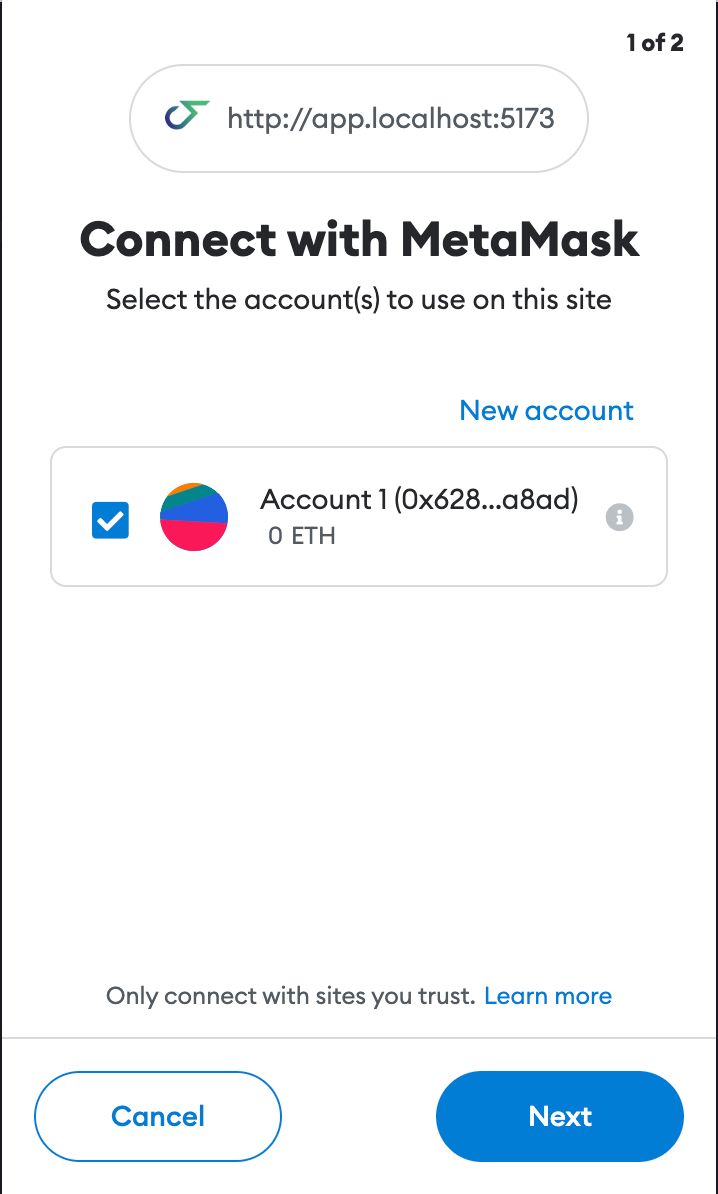 1 of 2
http://app.localhost:5173
Connect with MetaMask
Select the account(s) to use on this site
New account
Account 1 (0x628...a8ad)
0 ETH
Only connect with sites you trust. Learn more
Cancel
Next